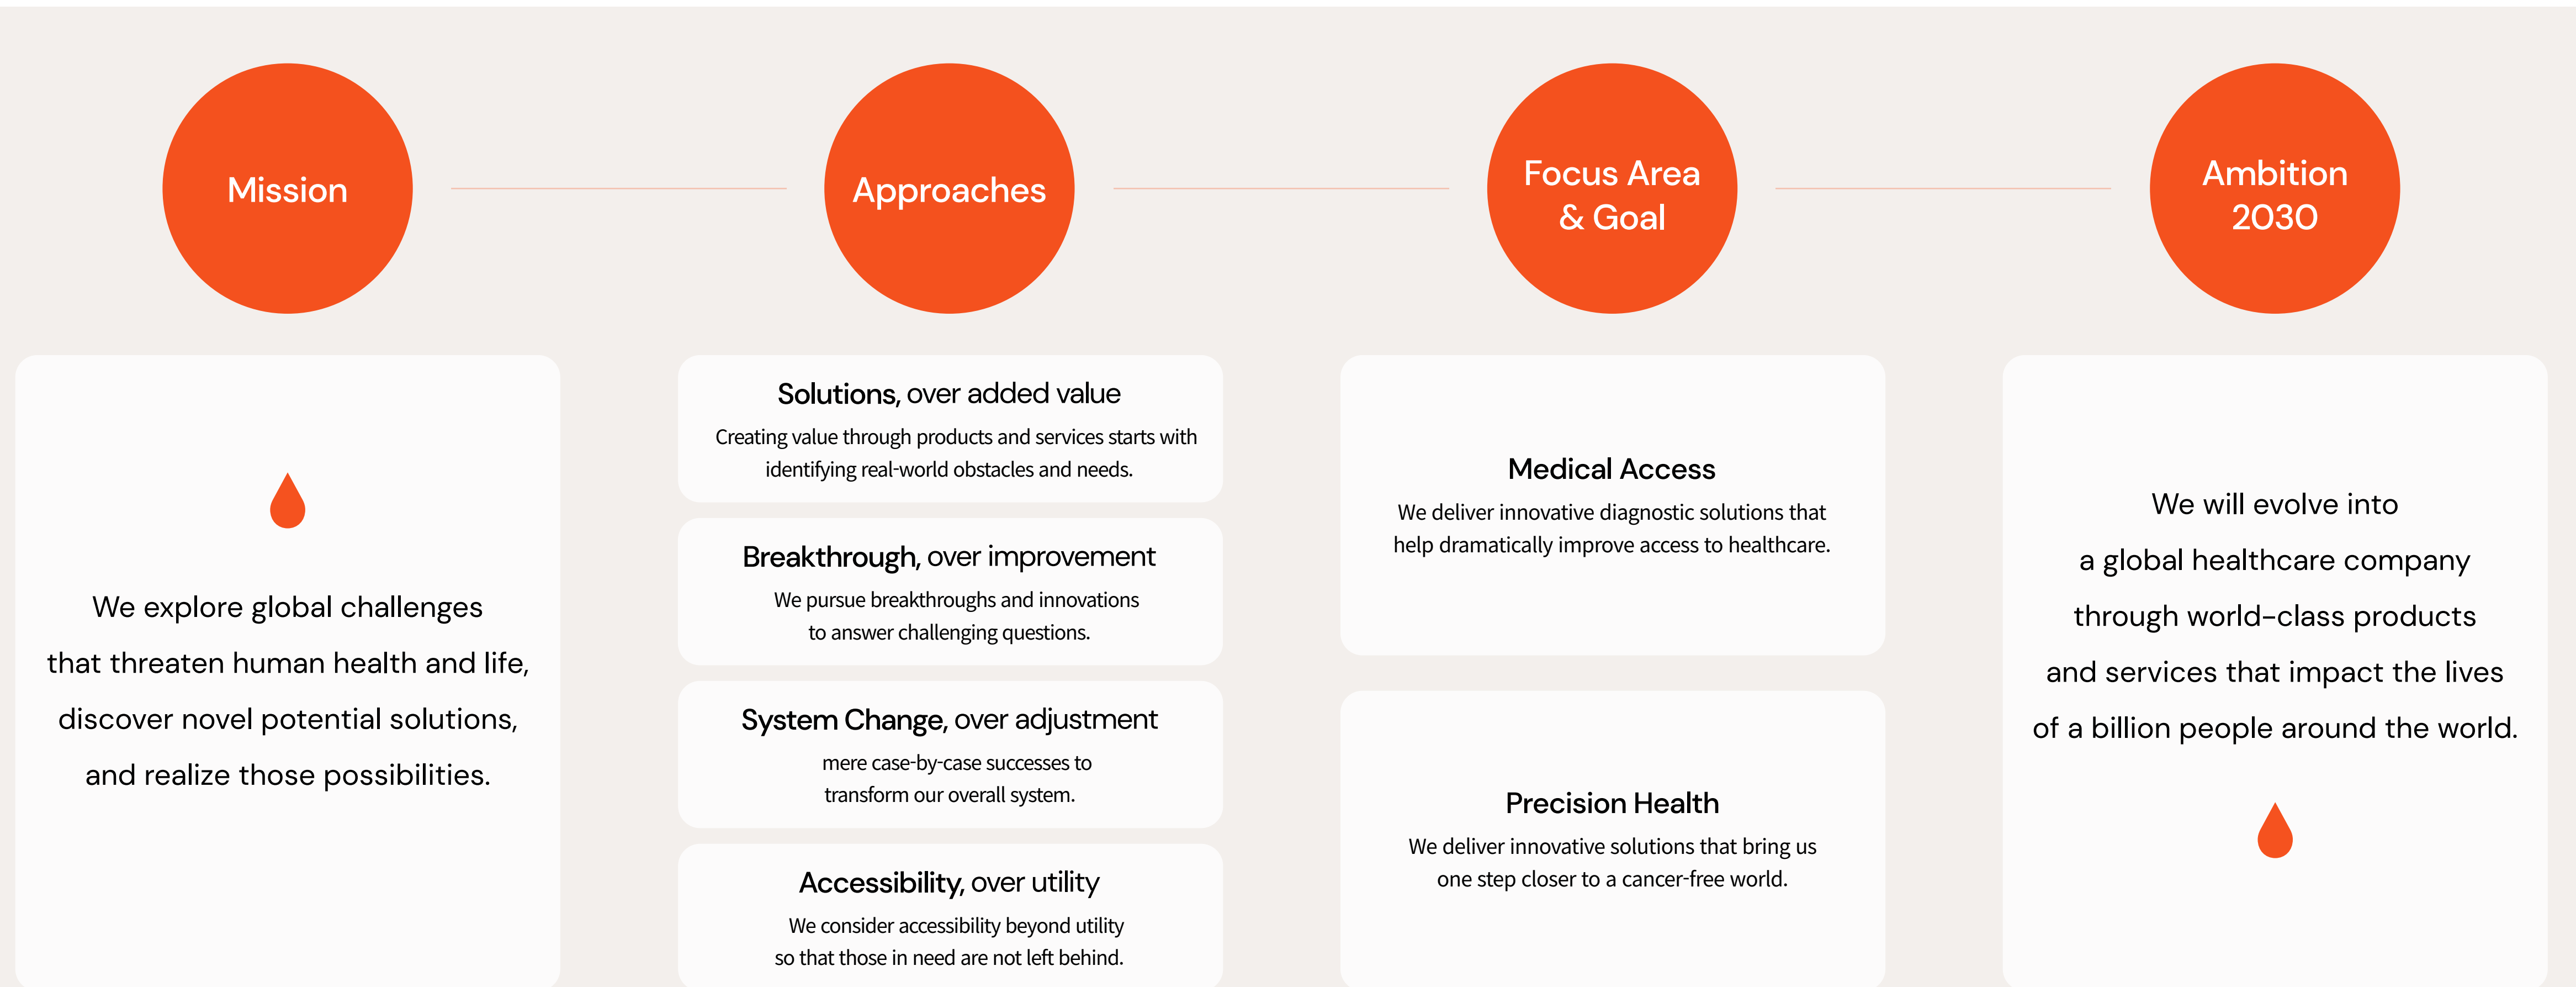 Mission
We explore global challenges
that threaten human health and life,
discover novel potential solutions,
and realize those possibilities.
Approaches
Solutions, over added value
Creating value through products and services starts with
identifying real-world obstacles and needs.
Breakthrough, over improvement
We pursue breakthroughs and innovations
to answer challenging questions.
System Change, over adjustment
mere case-by-case successes to
transform our overall system.
Accessibility, over utility
We consider accessibility beyond utility
so that those in need are not left behind.
Focus Area
& Goal
Medical Access
We deliver innovative diagnostic solutions that
help dramatically improve access to healthcare.
Precision Health
We deliver innovative solutions that bring us
one step closer to a cancer-free world.
Ambition
2030
We will evolve into
a global healthcare company
through world-class products
and services that impact the lives
of a billion people around the world.